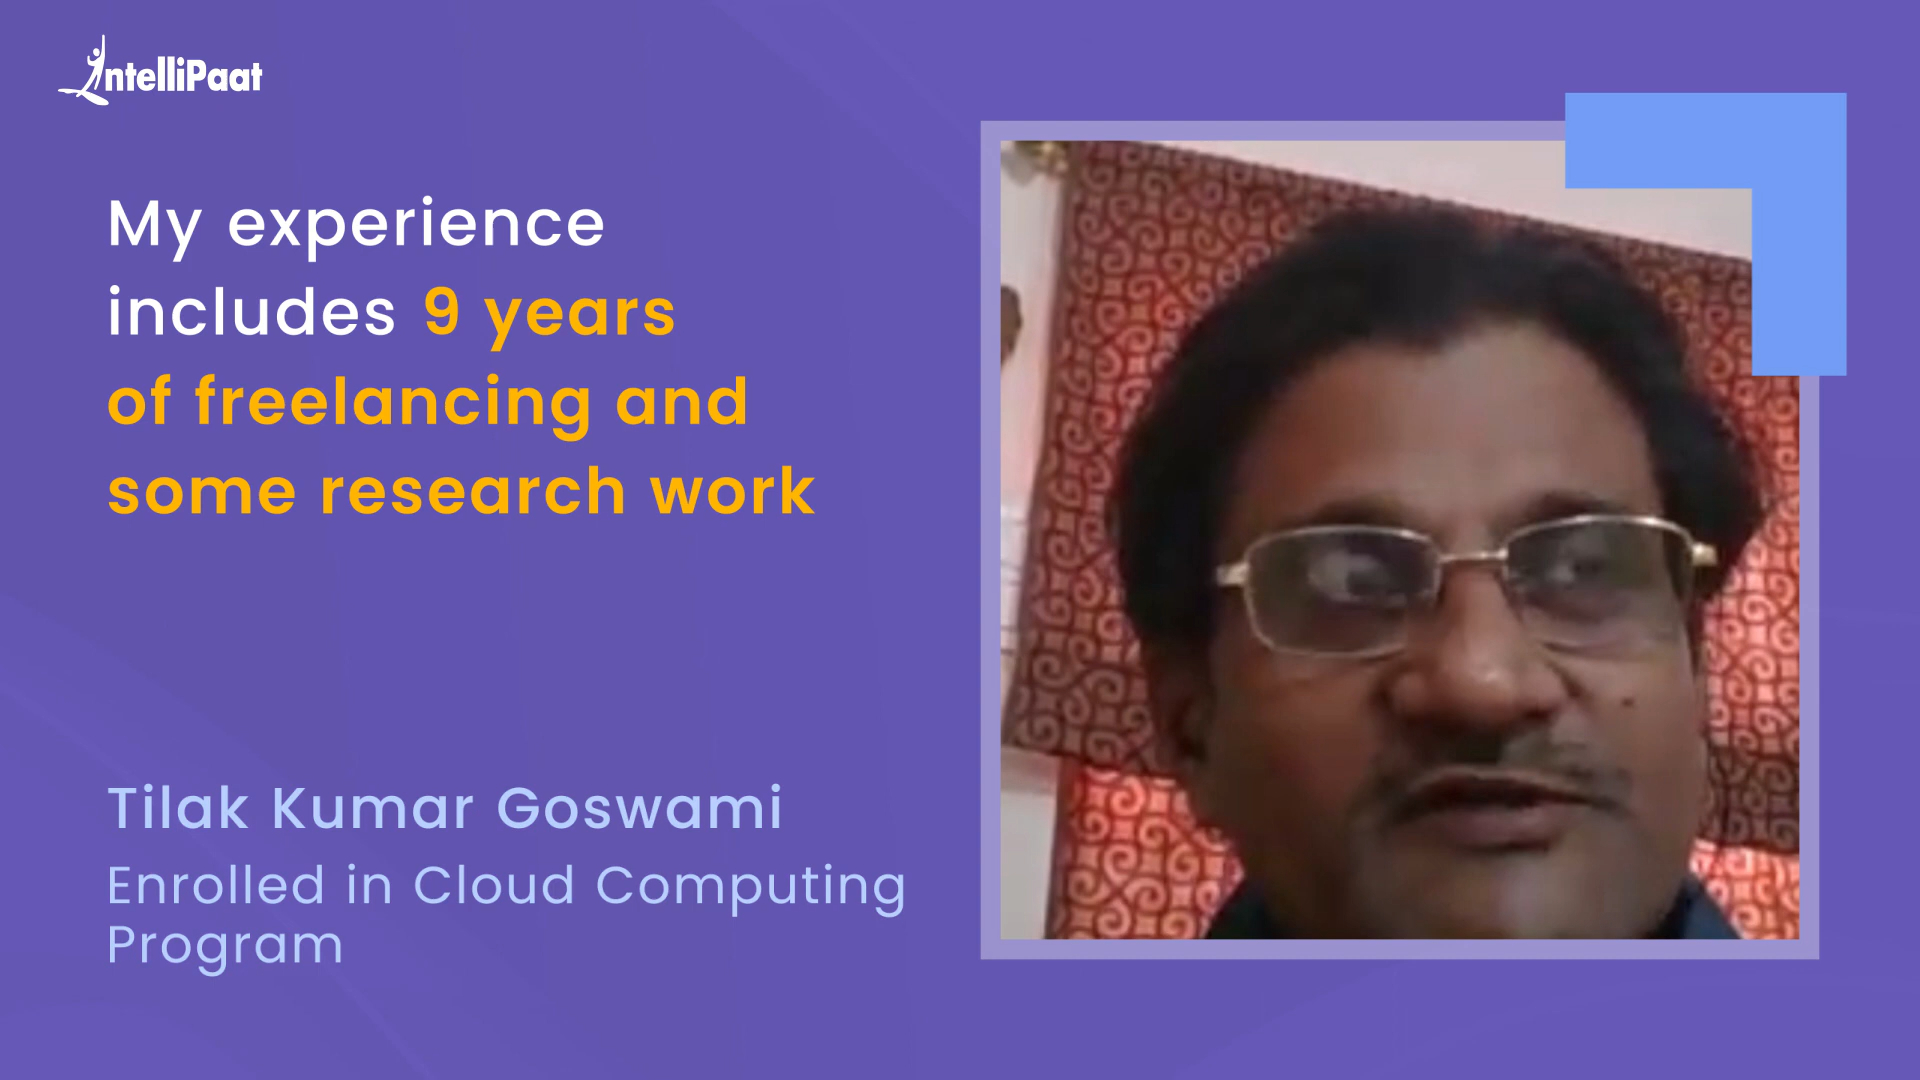 IntelliPaat
My experience
includes 9 years
of freelancing and
some research work
Tilak Kumar Goswami
Enrolled in Cloud Computing
Program